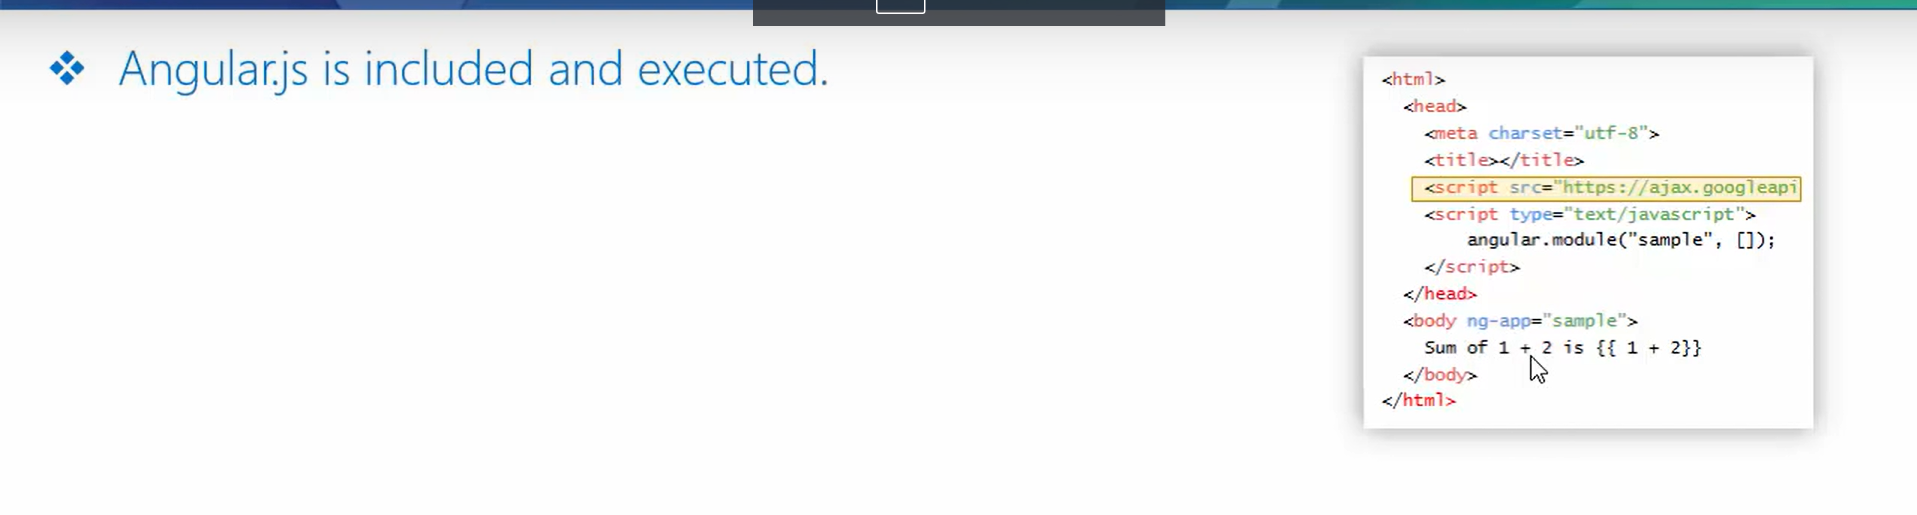 Angular.js is included and executed.
<html>
<head>
<meta charset="utf-8">
<title></title>
<script src="https://ajax.googleapi
<script type="text/javascript">
angular.module("sample", []);
</script>
</head>
<body ng-app="sample">
Sum of 1 + 2 is {{ 1 + 2}}
</body>
</html>